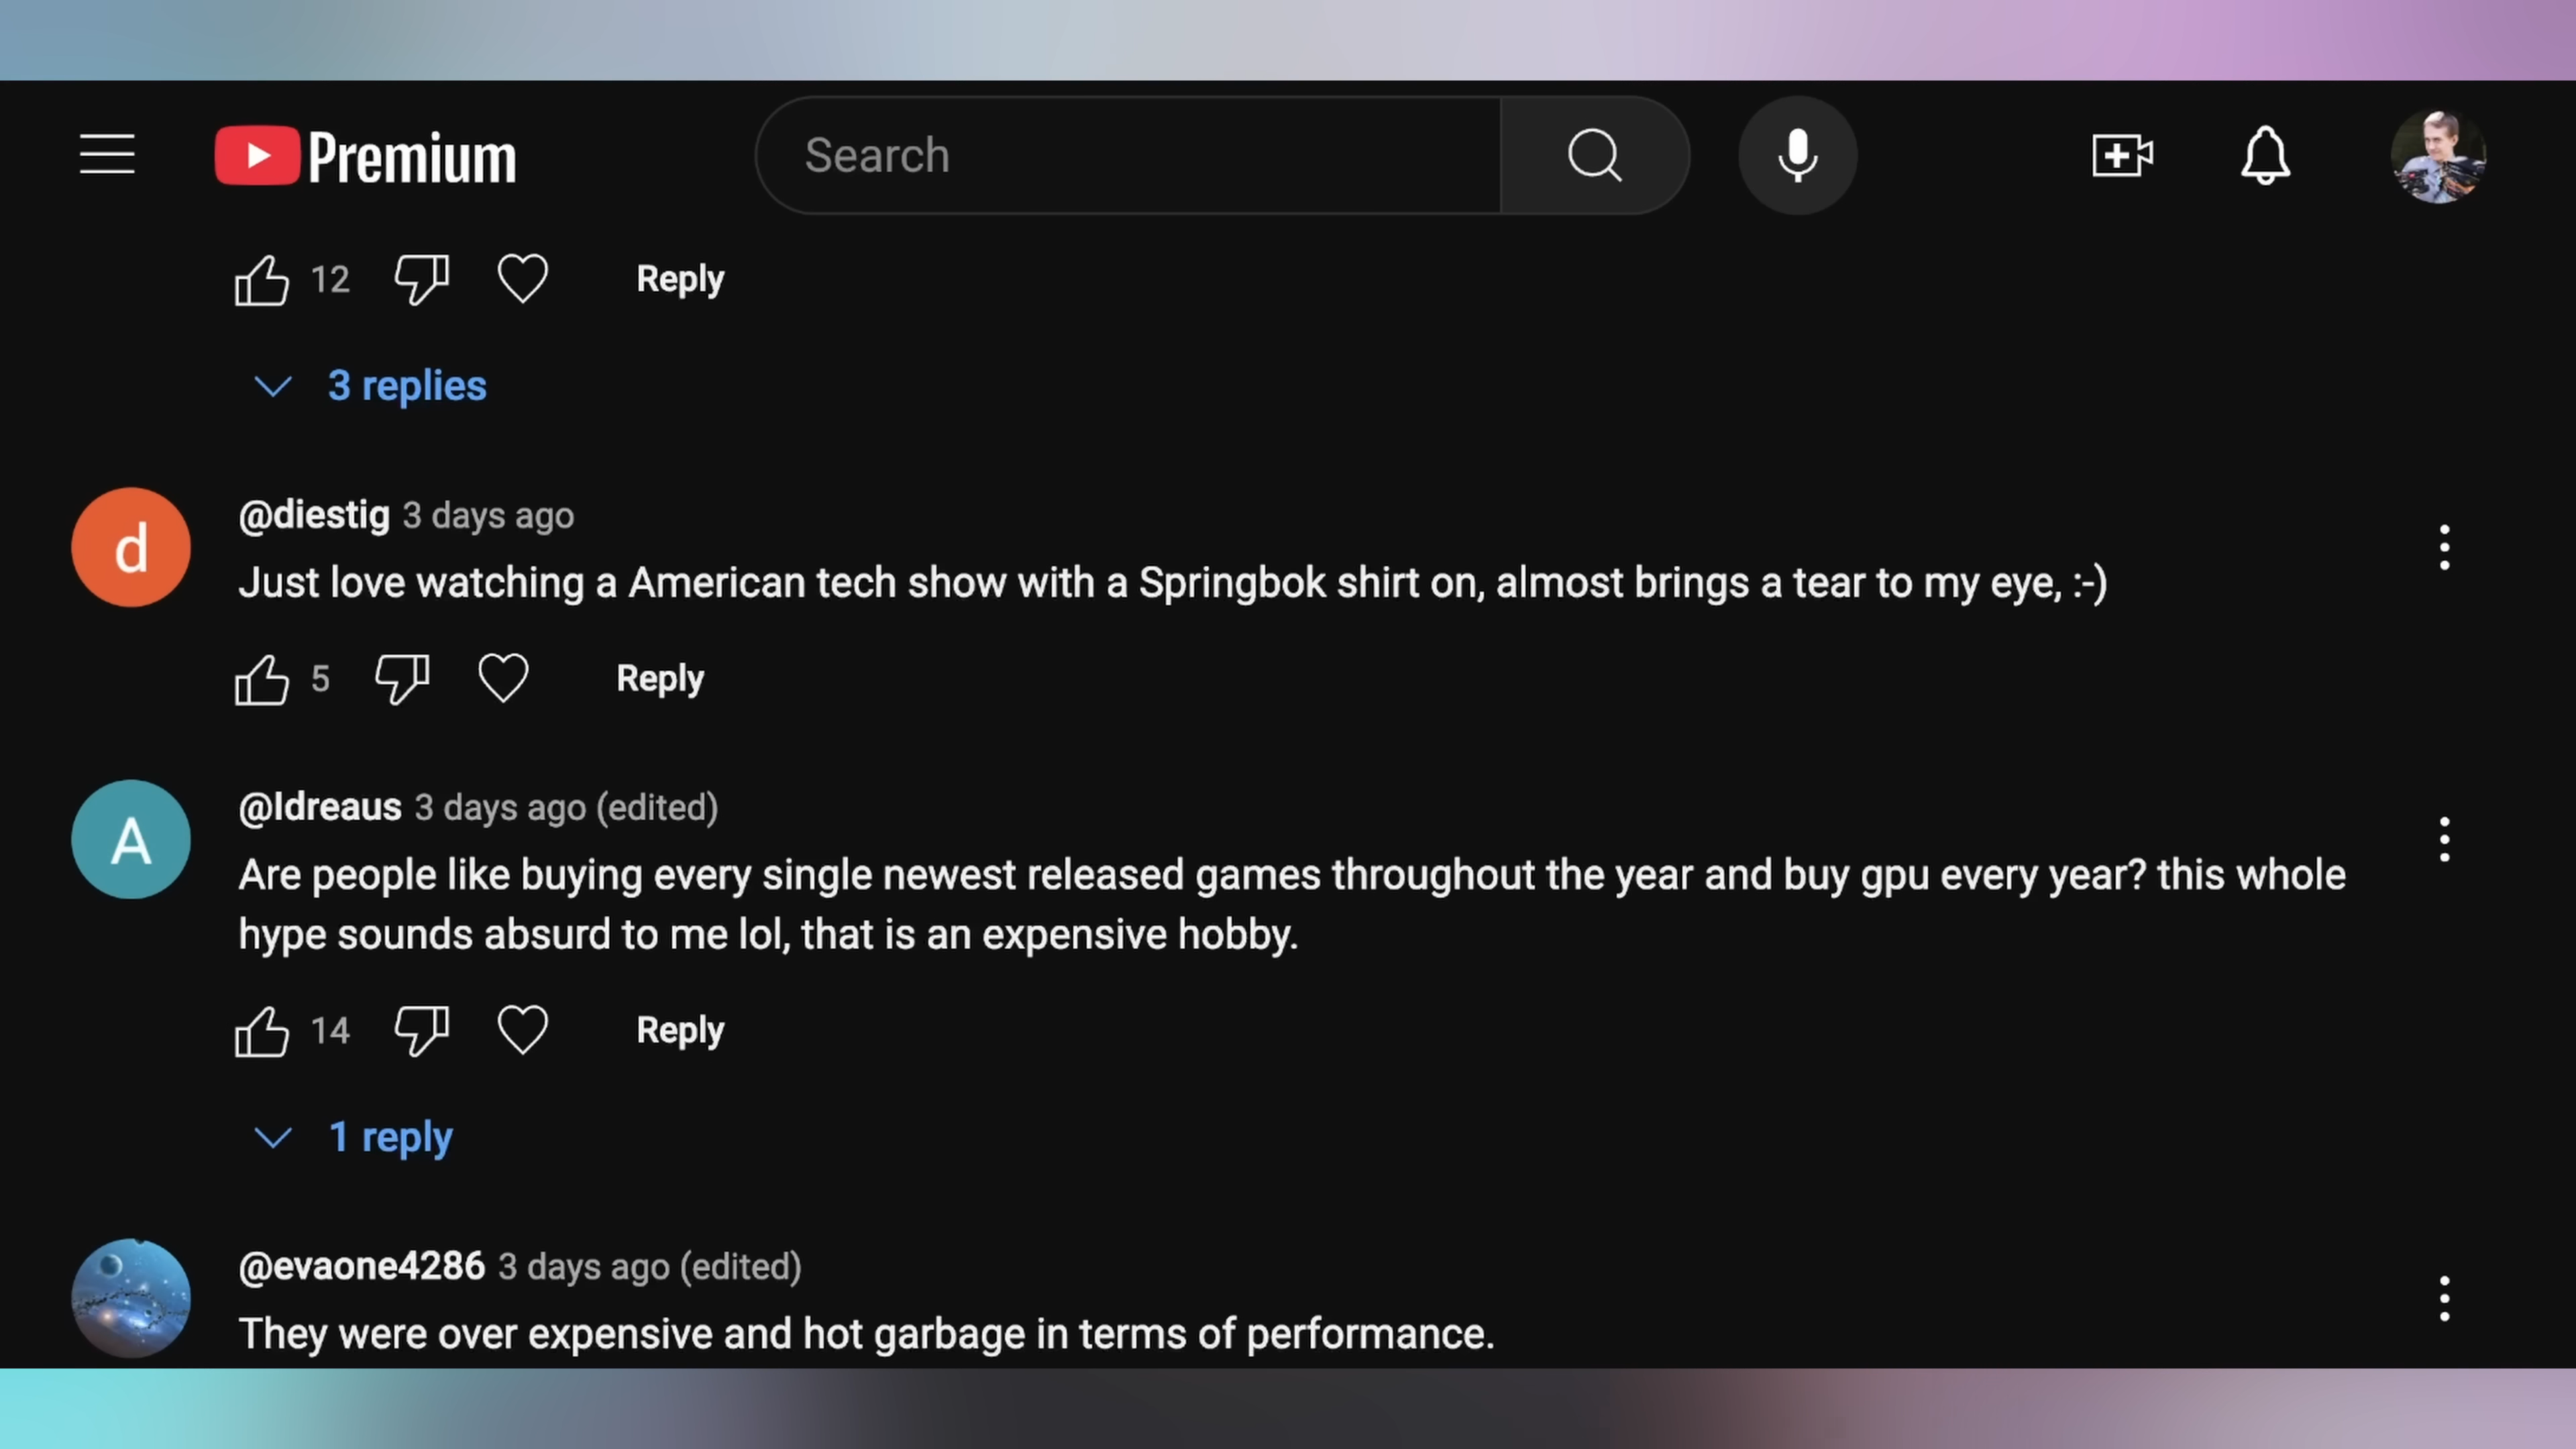 Premium
Search
12
Reply
3 replies
d
@diestig 3 days ago
Just love watching a American tech show with a Springbok shirt on, almost brings a tear to my eye, :-)
5
Reply
A
@Idreaus 3 days ago (edited)
Are people like buying every single newest released games throughout the year and buy gpu every year? this whole
hype sounds absurd to me lol, that is an expensive hobby.
14
Reply
1 reply
@evaone4286 3 days ago (edited)
They were over expensive and hot garbage in terms of performance.